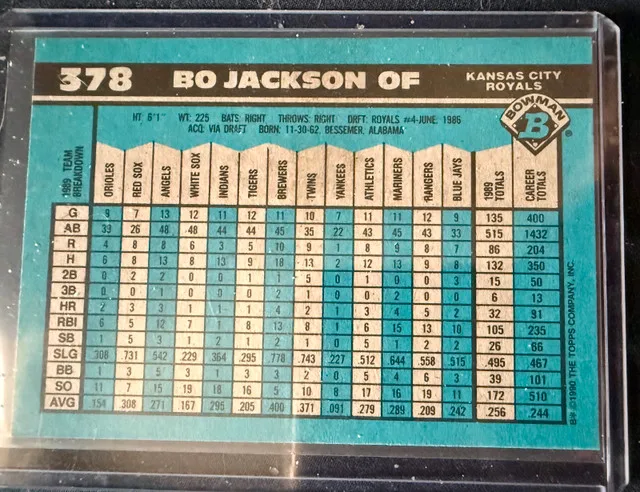 378 BO JACKSON OF KANSAS CITY
ROYALS
BOWMAN
B ®
HT: 6'1" WT: 225 BATS: RIGHT THROWS: RIGHT DRFT: ROYALS #4-JUNE, 1986
ACQ: VIA DRAFT BORN: 11-30-62, BESSEMER, ALABAMA
1989 TEAM BREAKDOWN ORIOLES RED SOX ANGELS WHITE SOX INDIANS TIGERS BREWERS TWINS YANKEES ATHLETICS MARINERS RANGERS BLUE JAYS 1989 TOTALS CAREER TOTALS
G 9 7 13 12 11 12 11 10 7 11 11 12 9 135 400
AB 39 26 48 48 44 44 45 35 22 43 45 43 33 515 1432
R 4 8 8 6 3 5 10 9 1 8 9 8 7 86 204
H 6 8 13 8 13 9 18 13 2 12 13 9 8 132 350
2B 0 2 2 0 0 1 1 5 0 1 0 0 3 15 50
3B 0 0 1 0 0 0 2 1 0 0 2 0 0 6 13
HR 2 3 3 1 1 1 4 2 1 3 4 5 2 32 91
RBI 6 5 12 7 1 8 13 8 1 6 15 13 10 105 235
SB 1 5 3 1 2 1 2 2 1 3 2 1 2 26 66
SLG .308 .731 .542 .229 .364 .295 .778 .743 .227 .512 .644 .558 .515 .495 .467
BB 1 3 5 3 3 1 3 2 0 5 4 6 3 39 101
SO 11 7 15 19 18 16 5 10 8 17 16 19 11 172 510
AVG .154 .308 .271 .167 .295 .205 .400 .371 .091 .279 .289 .209 .242 .256 .244
B® ©1990 THE TOPPS COMPANY, INC.